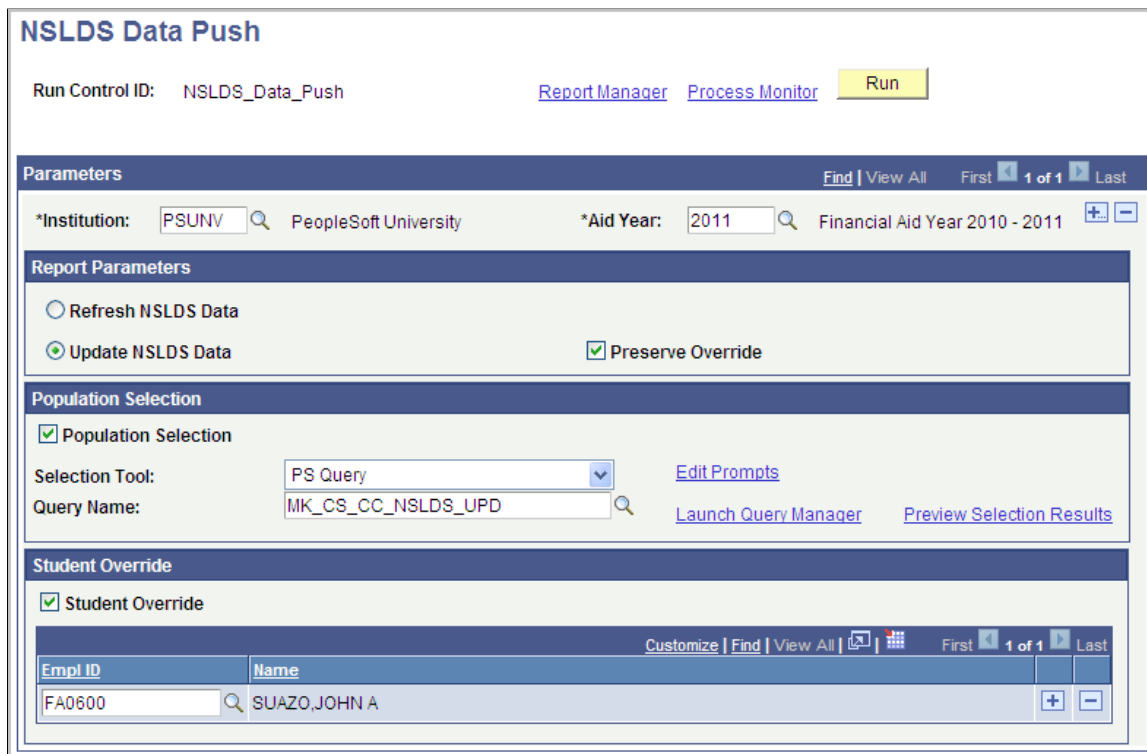 NSLDS Data Push
Run Control ID: NSLDS_Data_Push Report Manager Process Monitor Run
Parameters Find | View All First 1 of 1 Last
*Institution: PSUNV PeopleSoft University *Aid Year: 2011 Financial Aid Year 2010 - 2011
Report Parameters
Refresh NSLDS Data
Update NSLDS Data Preserve Override
Population Selection
Population Selection
Selection Tool: PS Query Edit Prompts
Query Name: MK_CS_CC_NSLDS_UPD Launch Query Manager Preview Selection Results
Student Override
Student Override
Customize | Find | View All | | First 1 of 1 Last
Empl ID Name
FA0600 SUAZO,JOHN A